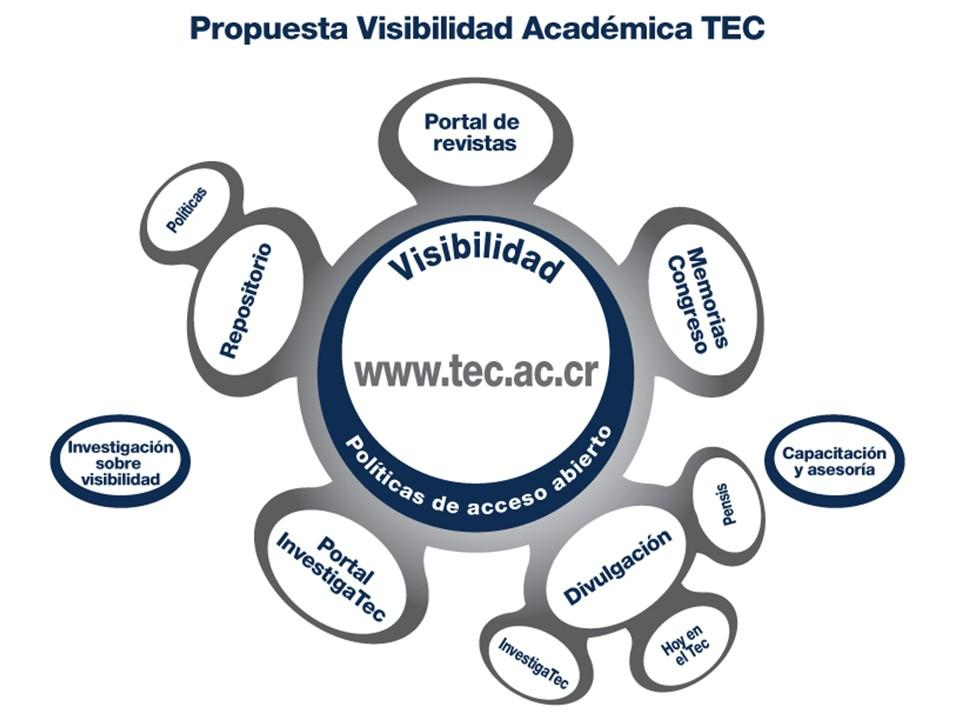 Propuesta Visibilidad Académica TEC
Portal de
revistas
Políticas
Repositorio
Visibilidad
www.tec.ac.cr
Políticas de acceso abierto
Memorias
Congreso
Investigación
sobre
visibilidad
Capacitación
y asesoría
Portal
InvestigaTec
Divulgación
Pensis
InvestigaTec
Hoy en
el Tec